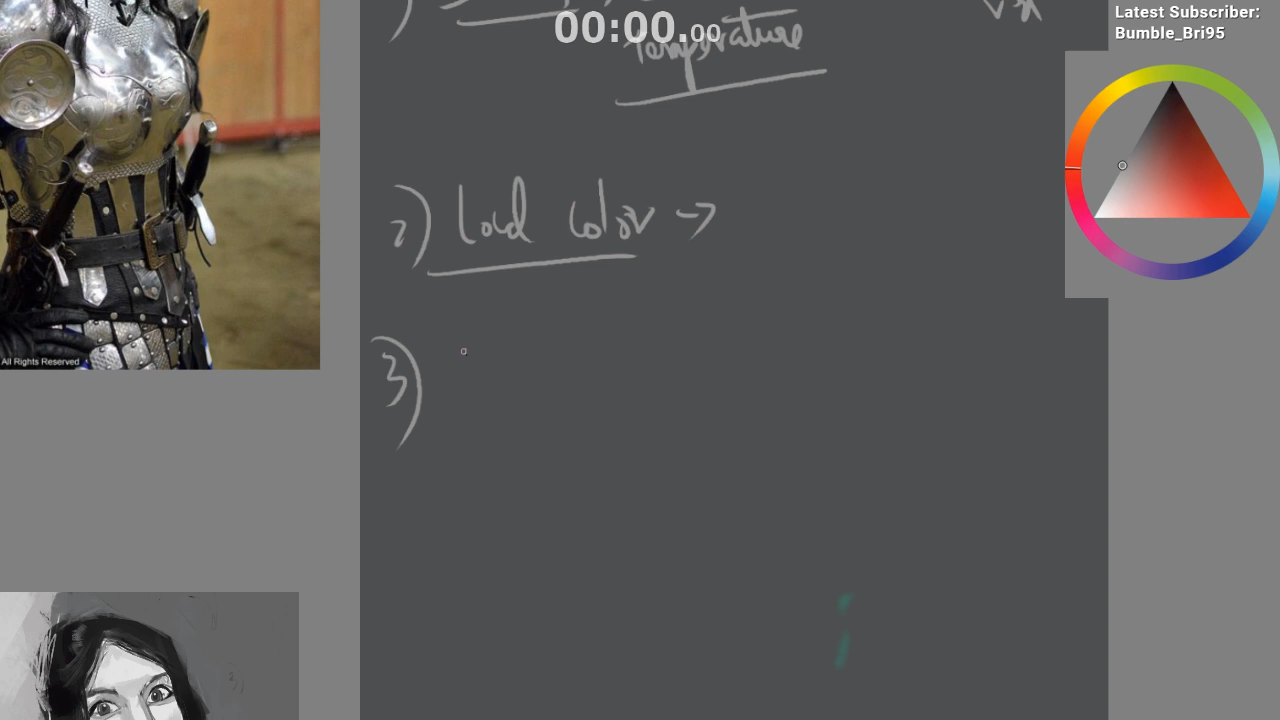 Latest Subscriber:
Bumble_Bri95
00:00.00
Temperature
2) Local color →
3)
All Rights Reserved